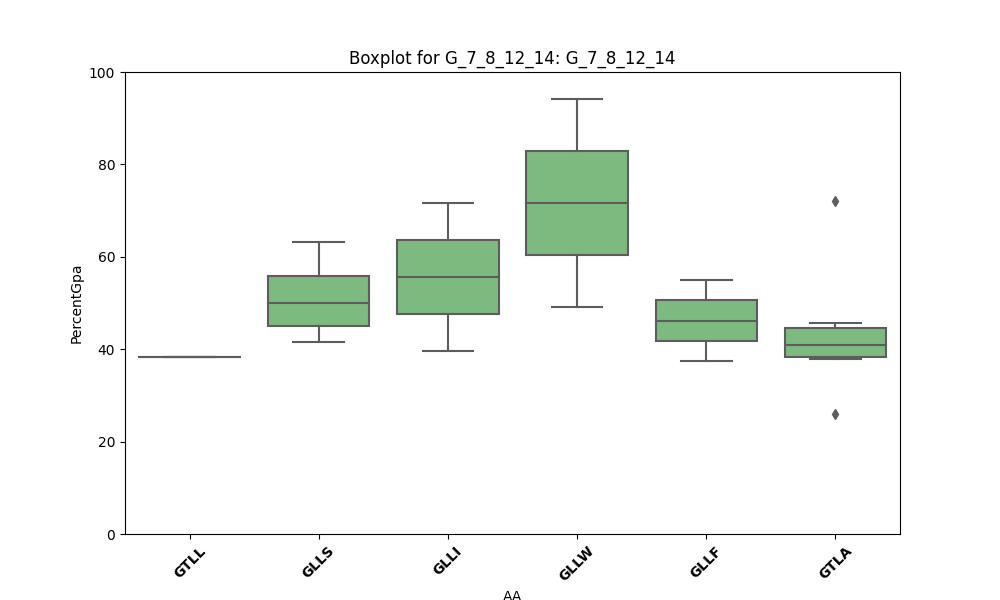 Boxplot for G_7_8_12_14: G_7_8_12_14
100
80
60
40
20
0
PercentGpa
GTLL
GLLS
GLLI
GLLW
GLLF
GTLA
AA